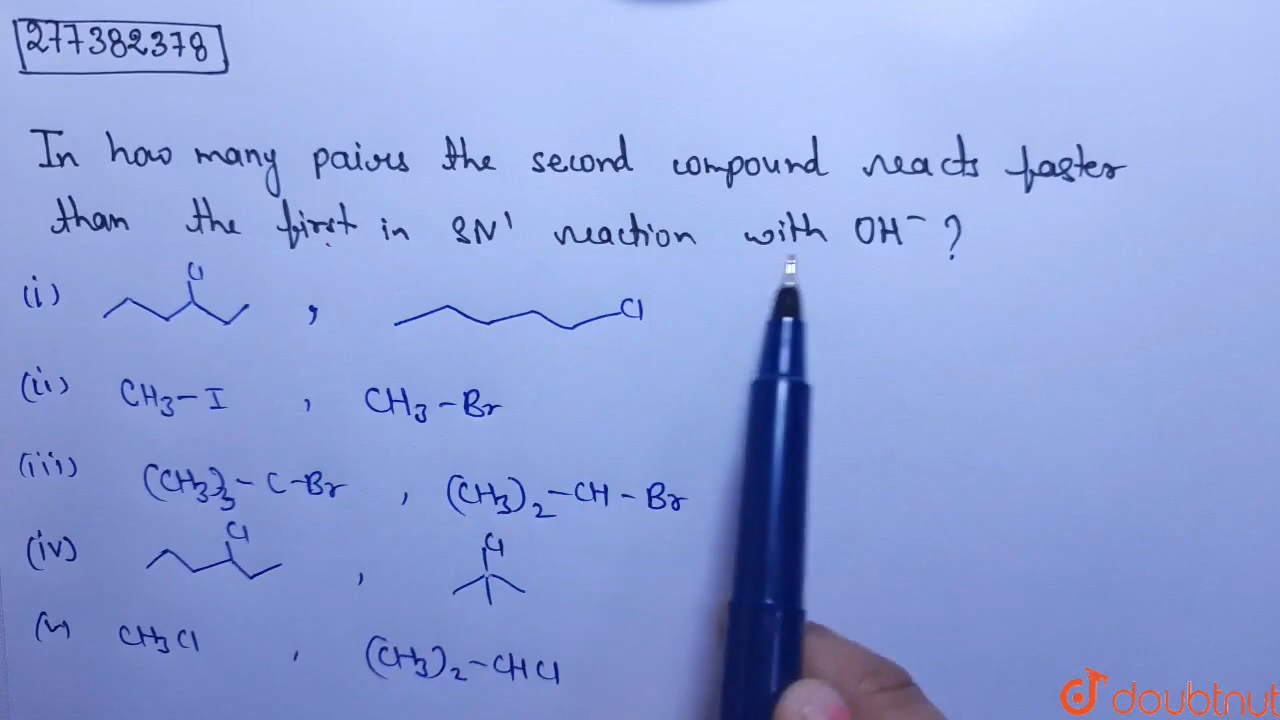 277382378
In how many pairs the second compound reacts faster
than the first in SN' reaction with OH⁻ ?
(i) Cl , Cl
(ii) CH₃-I , CH₃-Br
(iii) (CH₃)₃-C-Br , (CH₃)₂-CH-Br
(iv) Cl , Cl
(v) CH₃Cl , (CH₃)₂-CHCl
doubtnut